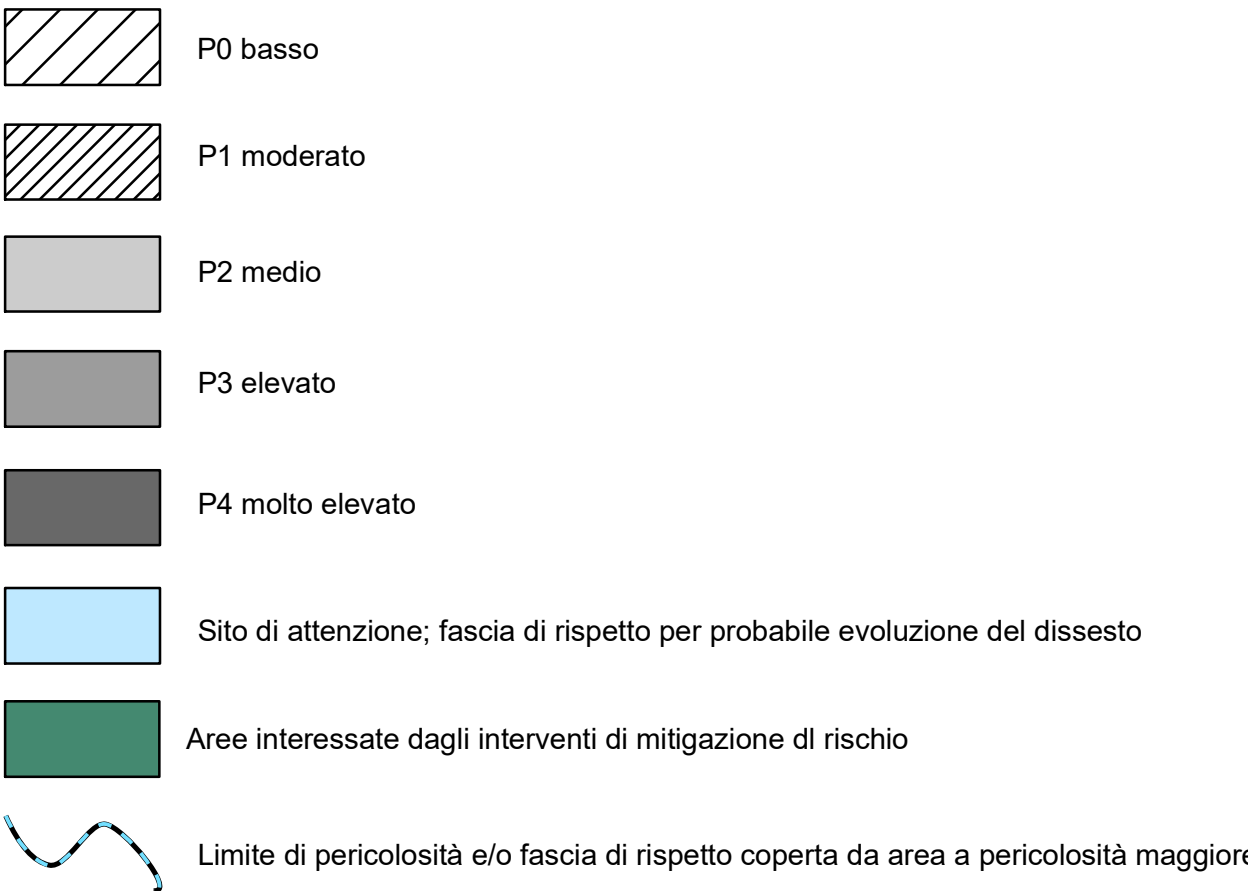 P0 basso
P1 moderato
P2 medio
P3 elevato
P4 molto elevato
Sito di attenzione; fascia di rispetto per probabile evoluzione del dissesto
Aree interessate dagli interventi di mitigazione dl rischio
Limite di pericolosità e/o fascia di rispetto coperta da area a pericolosità maggiore